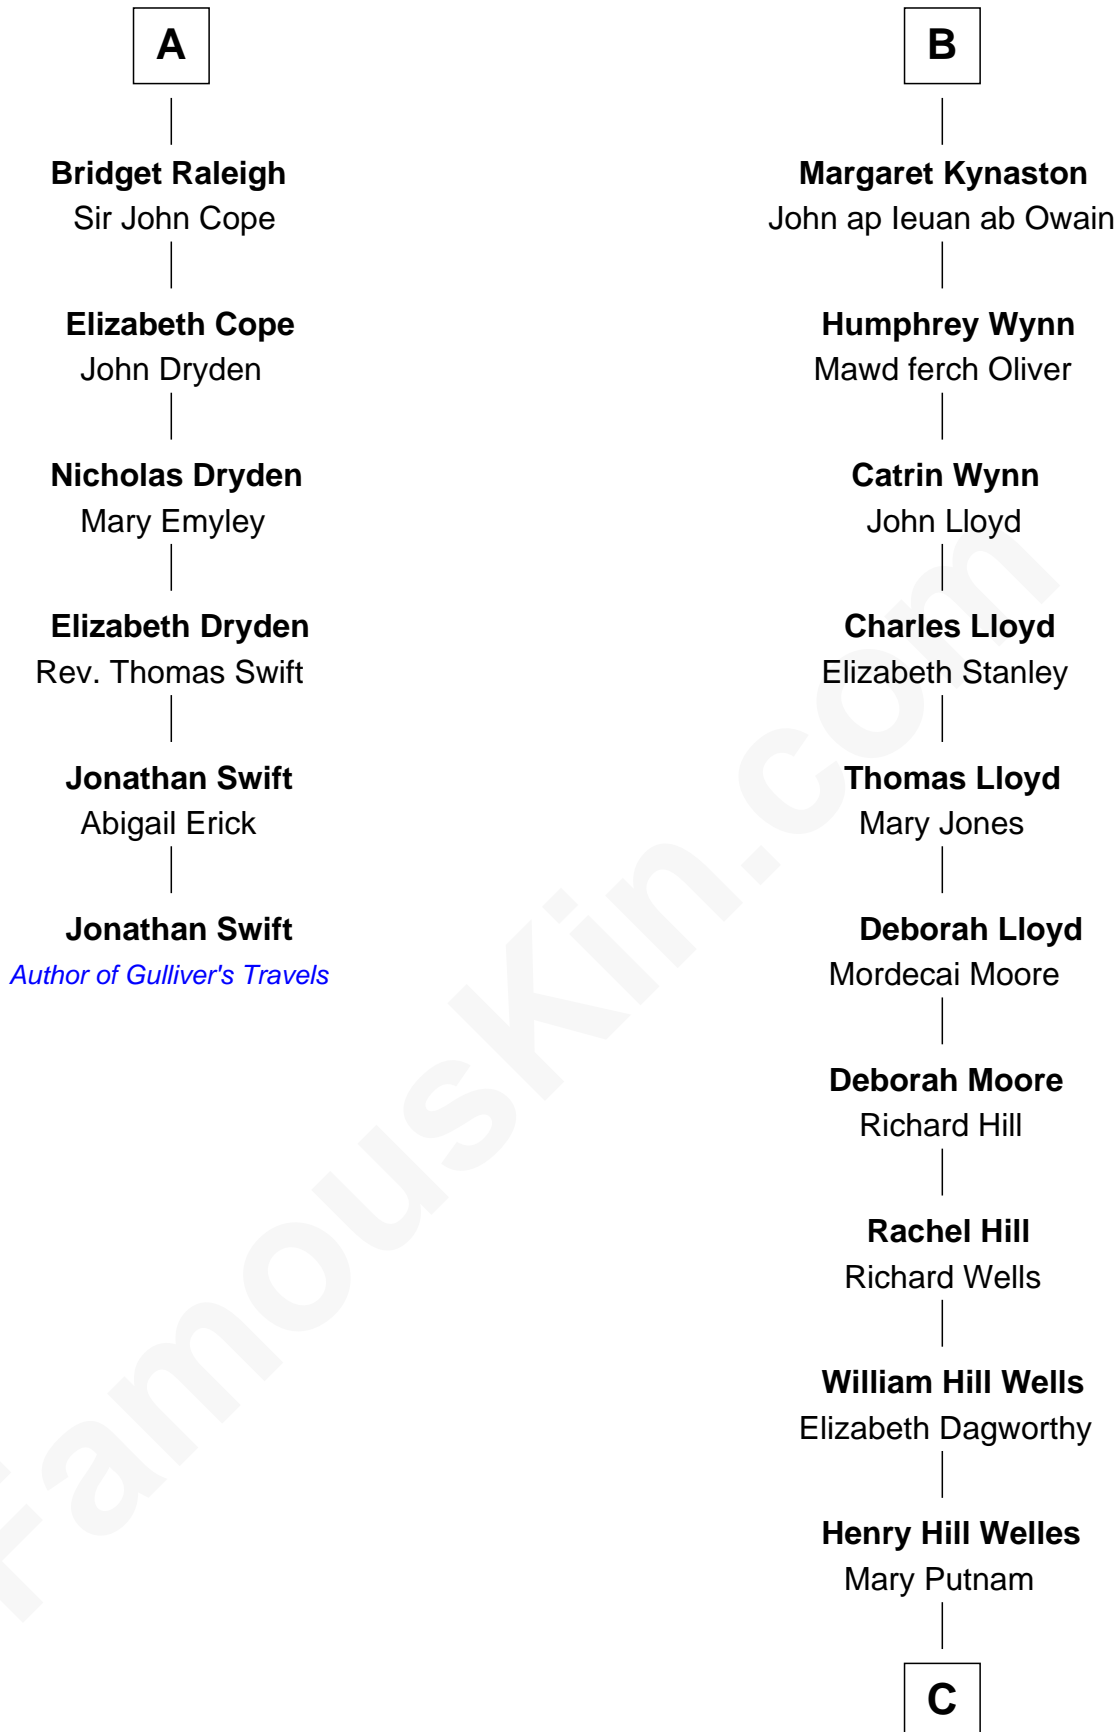 A
Bridget Raleigh
Sir John Cope
Elizabeth Cope
John Dryden
Nicholas Dryden
Mary Emyley
Elizabeth Dryden
Rev. Thomas Swift
Jonathan Swift
Abigail Erick
Jonathan Swift
Author of Gulliver's Travels
B
Margaret Kynaston
John ap Ieuan ab Owain
Humphrey Wynn
Mawd ferch Oliver
Catrin Wynn
John Lloyd
Charles Lloyd
Elizabeth Stanley
Thomas Lloyd
Mary Jones
Deborah Lloyd
Mordecai Moore
Deborah Moore
Richard Hill
Rachel Hill
Richard Wells
William Hill Wells
Elizabeth Dagworthy
Henry Hill Welles
Mary Putnam
C
FamousKin.com